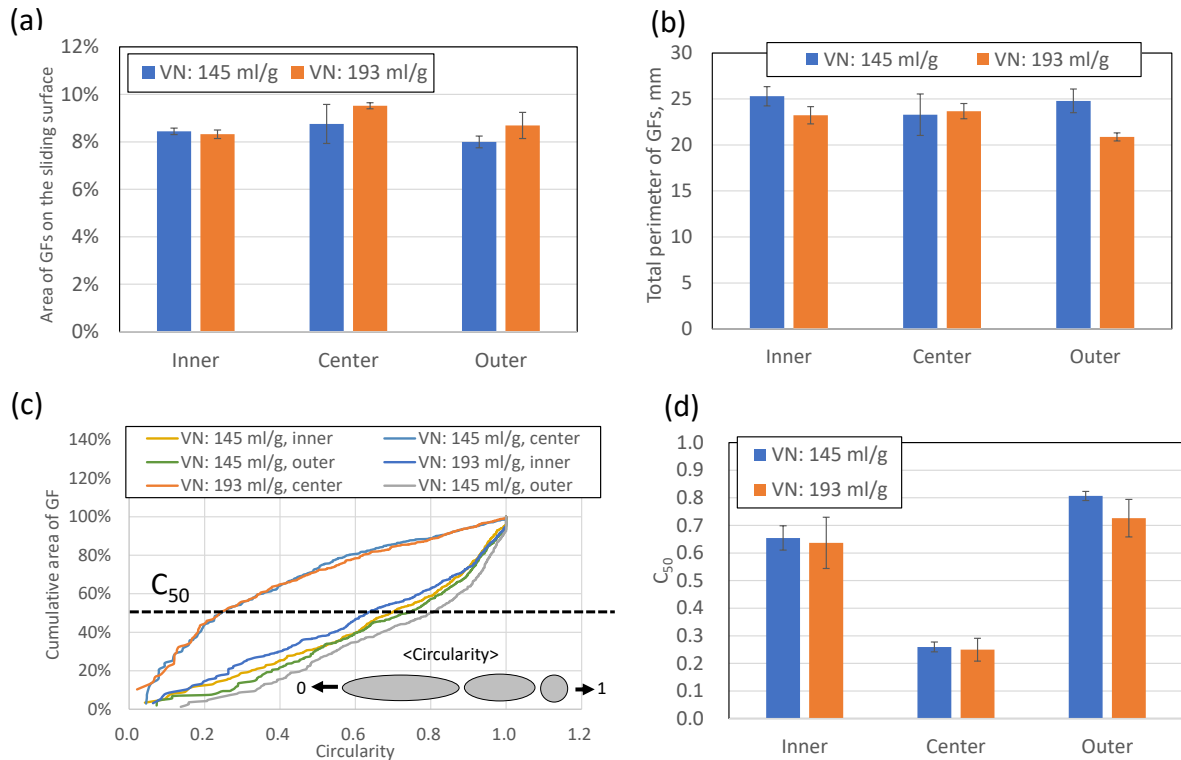 (a)
12%
10%
8%
6%
4%
2%
0%
Area of GFs on the sliding surface
VN: 145 ml/g VN: 193 ml/g
Inner Center Outer
(b)
30
25
20
15
10
5
0
Total perimeter of GFs, mm
VN: 145 ml/g VN: 193 ml/g
Inner Center Outer
(c)
140%
120%
100%
80%
60%
40%
20%
0%
Cumulative area of GF
VN: 145 ml/g, inner VN: 145 ml/g, center
VN: 145 ml/g, outer VN: 193 ml/g, inner
VN: 193 ml/g, center VN: 145 ml/g, outer
C50
<Circularity>
0 1
0.0 0.2 0.4 0.6 0.8 1.0 1.2
Circularity
(d)
1.0
0.9
0.8
0.7
0.6
0.5
0.4
0.3
0.2
0.1
0.0
C50
VN: 145 ml/g
VN: 193 ml/g
Inner Center Outer